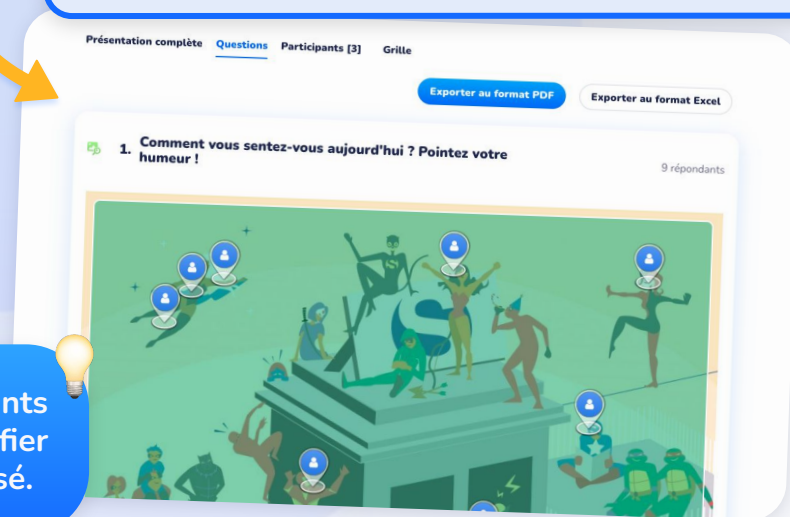 Présentation complète Questions Participants [3] Grille
Exporter au format PDF Exporter au format Excel
1. Comment vous sentez-vous aujourd'hui ? Pointez votre
humeur !
9 répondants
S
nts
fier
sé.